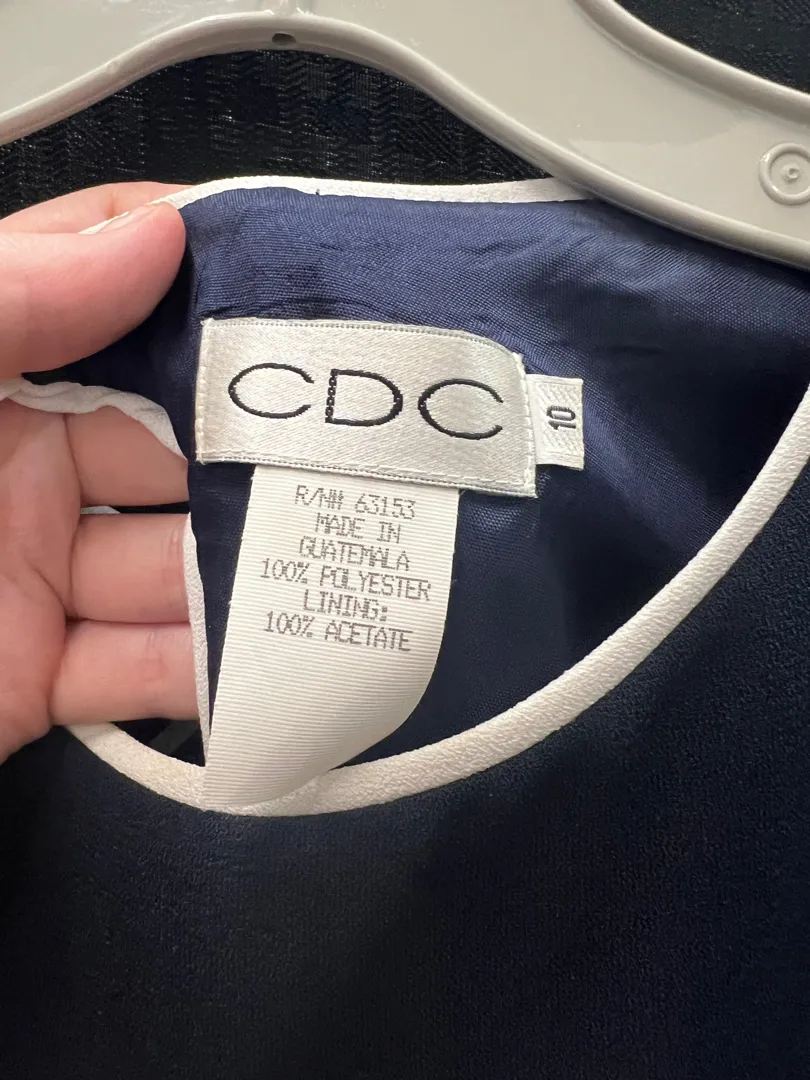 CDC
10
R/N# 63153
MADE IN
GUATEMALA
100% POLYESTER
LINING:
100% ACETATE